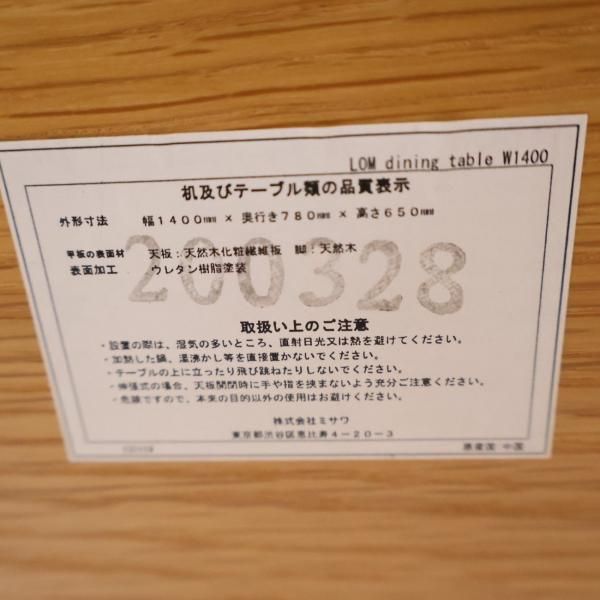 LOM dining table W1400
机及びテーブル類の品質表示
外形寸法 幅1400mm × 奥行き780mm × 高さ650mm
甲板の表面材 天板：天然木化粧繊維板 脚：天然木
表面加工 ウレタン樹脂塗装
200328
取扱い上のご注意
・設置の際は、湿気の多いところ、直射日光又は熱を避けてください。
・加熱した鍋、湯沸かし等を直接置かないでください。
・テーブルの上に立ったり飛び跳ねたりしないでください。
・伸張式の場合、天板開閉時に手や指を挟まないよう充分ご注意ください。
・危険ですので、本来の目的以外の使用はお避けください。
株式会社ミサワ
東京都渋谷区恵比寿4－20－3
原産国 中国